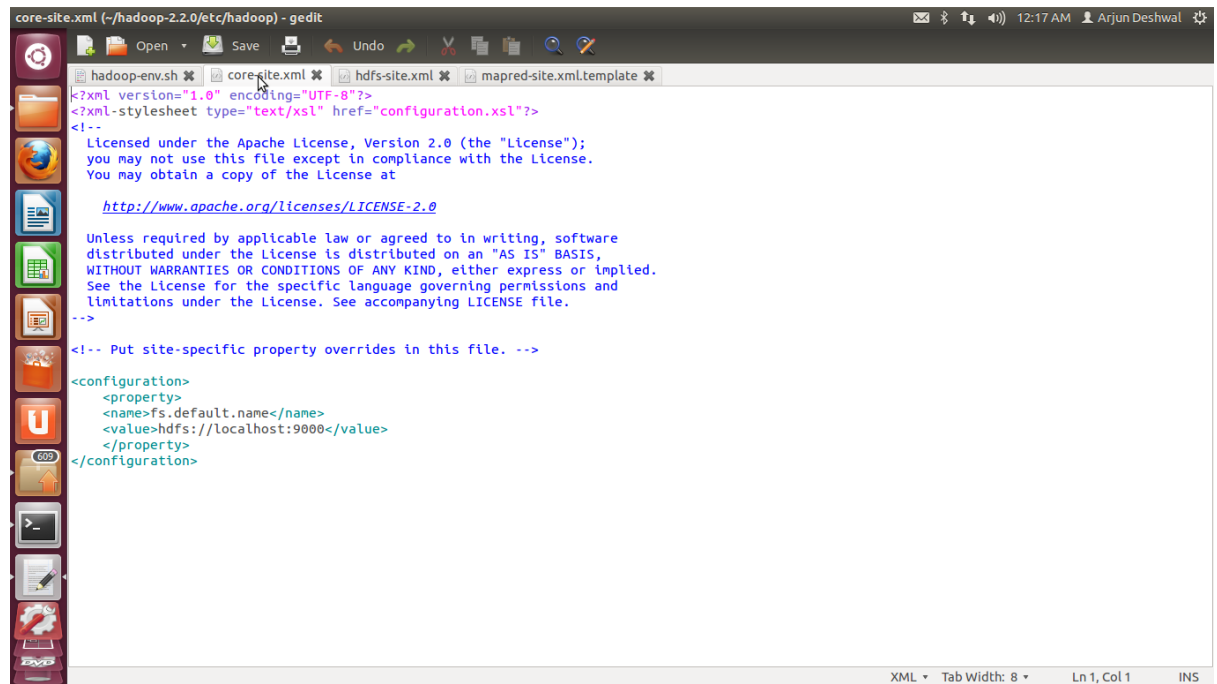 core-site.xml (~/hadoop-2.2.0/etc/hadoop) - gedit
12:17 AM Arjun Deshwal
Open Save Undo
hadoop-env.sh core-site.xml hdfs-site.xml mapred-site.xml.template
<?xml version="1.0" encoding="UTF-8"?>
<?xml-stylesheet type="text/xsl" href="configuration.xsl"?>
<!--
  Licensed under the Apache License, Version 2.0 (the "License");
  you may not use this file except in compliance with the License.
  You may obtain a copy of the License at

    http://www.apache.org/licenses/LICENSE-2.0

  Unless required by applicable law or agreed to in writing, software
  distributed under the License is distributed on an "AS IS" BASIS,
  WITHOUT WARRANTIES OR CONDITIONS OF ANY KIND, either express or implied.
  See the License for the specific language governing permissions and
  limitations under the License. See accompanying LICENSE file.
-->

<!-- Put site-specific property overrides in this file. -->

<configuration>
    <property>
    <name>fs.default.name</name>
    <value>hdfs://localhost:9000</value>
    </property>
</configuration>
609
DVD
XML Tab Width: 8 Ln 1, Col 1 INS